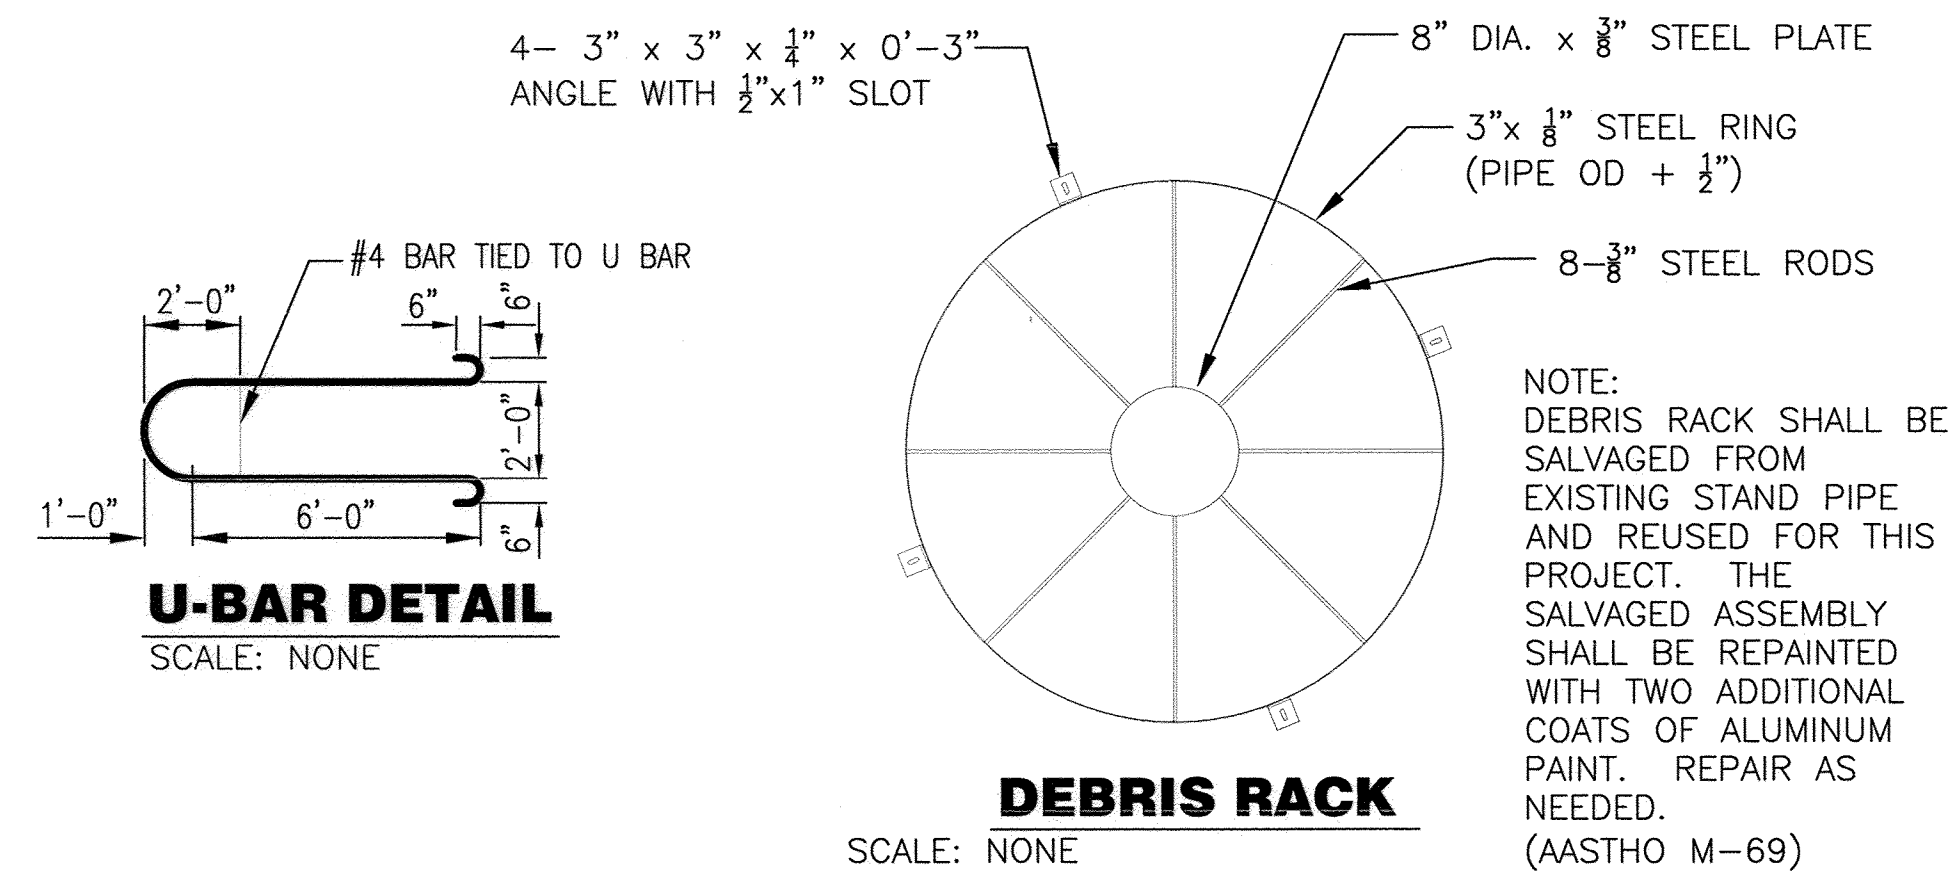 4- 3" x 3" x 1/4" x 0'-3"
ANGLE WITH 1/2"x1" SLOT
8" DIA. x 3/8" STEEL PLATE
3"x 1/8" STEEL RING
(PIPE OD + 1/2")
8-3/8" STEEL RODS
#4 BAR TIED TO U BAR
2'-0"
6"
6"
2'-0"
1'-0"
6'-0"
6"
U-BAR DETAIL
SCALE: NONE
NOTE:
DEBRIS RACK SHALL BE
SALVAGED FROM
EXISTING STAND PIPE
AND REUSED FOR THIS
PROJECT. THE
SALVAGED ASSEMBLY
SHALL BE REPAINTED
WITH TWO ADDITIONAL
COATS OF ALUMINUM
PAINT. REPAIR AS
NEEDED.
(AASTHO M-69)
DEBRIS RACK
SCALE: NONE